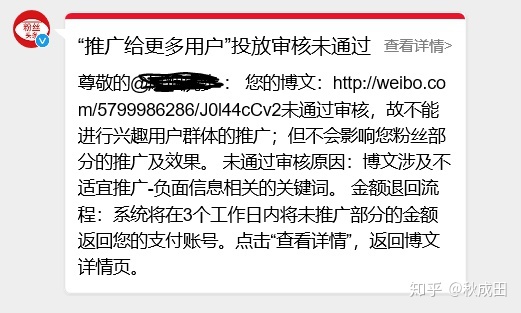 粉丝
头条
“推广给更多用户”投放审核未通过 查看详情>
尊敬的@ ： 您的博文：http://weibo.co
m/5799986286/J0l44cCv2未通过审核，故不能
进行兴趣用户群体的推广；但不会影响您粉丝部
分的推广及效果。 未通过审核原因：博文涉及不
适宜推广-负面信息相关的关键词。 金额退回流
程：系统将在3个工作日内将未推广部分的金额
返回您的支付账号。点击“查看详情”，返回博文
详情页。
知乎 @秋成田